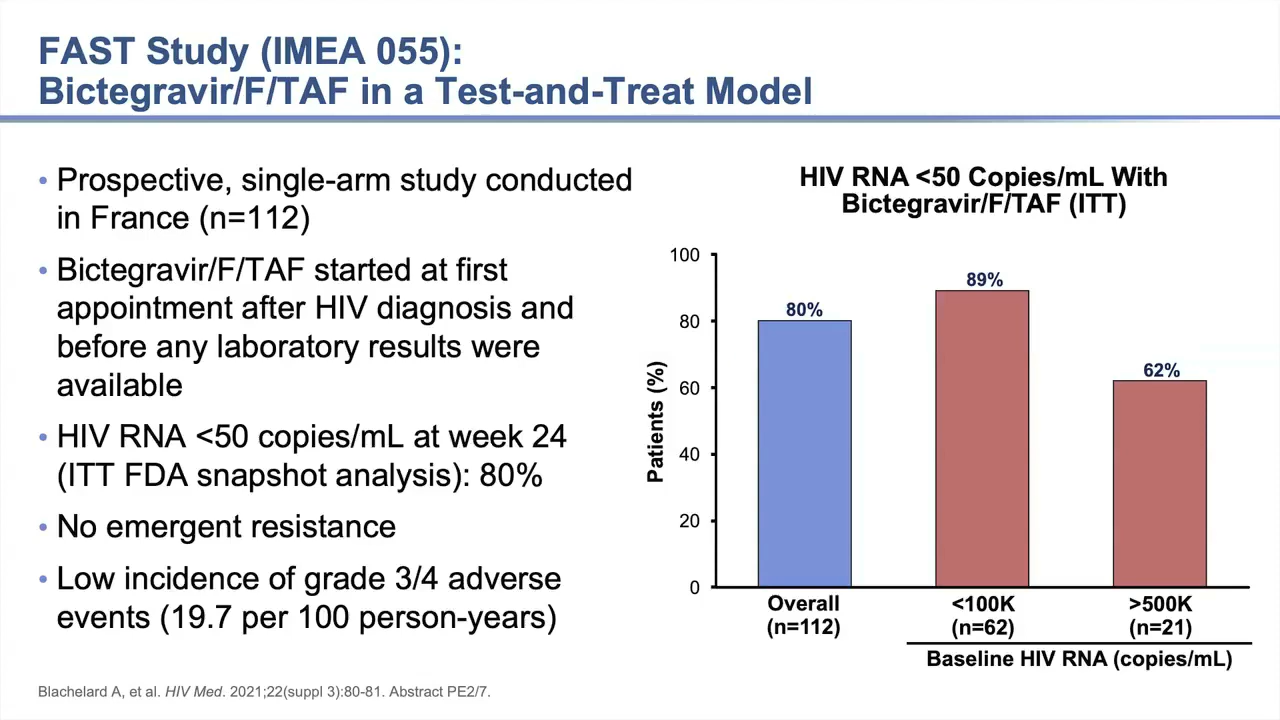 FAST Study (IMEA 055):
Bictegravir/F/TAF in a Test-and-Treat Model
• Prospective, single-arm study conducted
in France (n=112)
• Bictegravir/F/TAF started at first
appointment after HIV diagnosis and
before any laboratory results were
available
• HIV RNA <50 copies/mL at week 24
(ITT FDA snapshot analysis): 80%
• No emergent resistance
• Low incidence of grade 3/4 adverse
events (19.7 per 100 person-years)
HIV RNA <50 Copies/mL With
Bictegravir/F/TAF (ITT)
Patients (%)
100
80
60
40
20
0
80%
89%
62%
Overall
(n=112)
<100K
(n=62)
>500K
(n=21)
Baseline HIV RNA (copies/mL)
Blachelard A, et al. HIV Med. 2021;22(suppl 3):80-81. Abstract PE2/7.